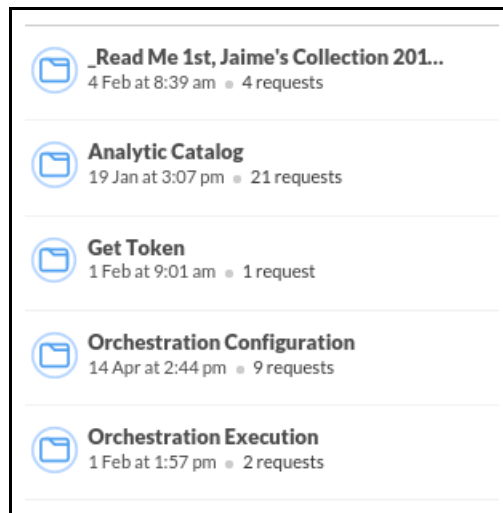 _Read Me 1st, Jaime's Collection 201...
4 Feb at 8:39 am ● 4 requests
Analytic Catalog
19 Jan at 3:07 pm ● 21 requests
Get Token
1 Feb at 9:01 am ● 1 request
Orchestration Configuration
14 Apr at 2:44 pm ● 9 requests
Orchestration Execution
1 Feb at 1:57 pm ● 2 requests